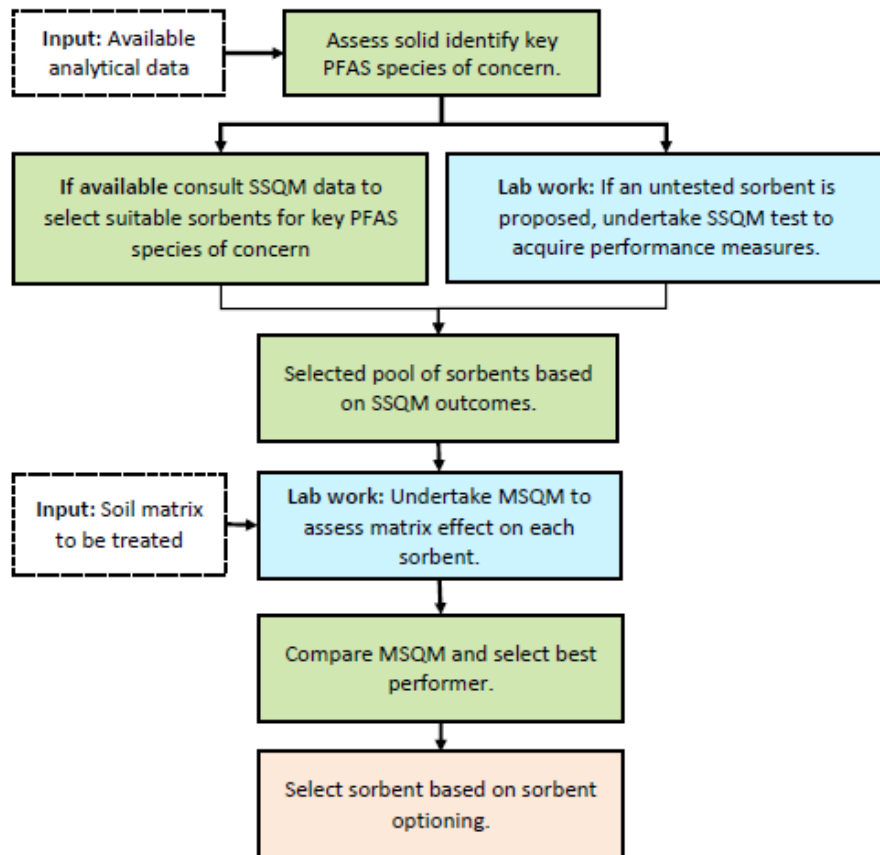 Input: Available
analytical data
Assess solid identify key
PFAS species of concern.
If available consult SSQM data to
select suitable sorbents for key PFAS
species of concern
Lab work: If an untested sorbent is
proposed, undertake SSQM test to
acquire performance measures.
Selected pool of sorbents based
on SSQM outcomes.
Input: Soil matrix
to be treated
Lab work: Undertake MSQM to
assess matrix effect on each
sorbent.
Compare MSQM and select best
performer.
Select sorbent based on sorbent
optioning.